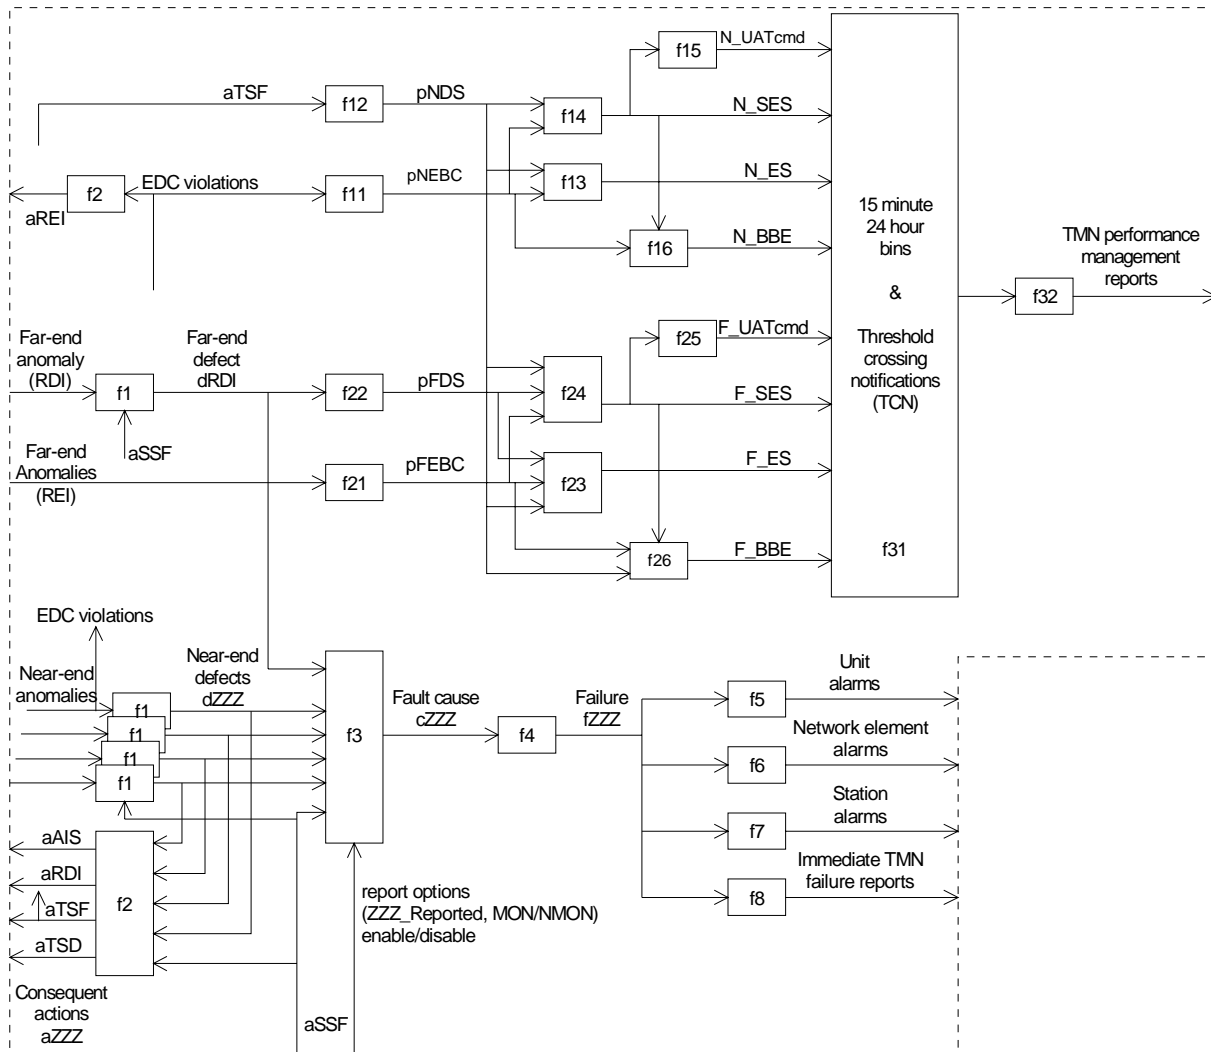 N_UATcmd
f15
aTSF
f12
pNDS
f14
N_SES
f2
EDC violations
f11
pNEBC
f13
N_ES
aREI
15 minute
24 hour
bins
f16
N_BBE
TMN performance
management
reports
&
f32
Far-end
anomaly
(RDI)
Far-end
defect
dRDI
F_UATcmd
f25
Threshold
crossing
notifications
(TCN)
f1
f22
pFDS
f24
F_SES
aSSF
Far-end
Anomalies
(REI)
f21
pFEBC
f23
F_ES
f26
F_BBE
f31
EDC violations
Near-end
anomalies
Near-end
defects
dZZZ
f1
f1
f1
f1
f3
Fault cause
cZZZ
f4
Failure
fZZZ
f5
Unit
alarms
f6
Network element
alarms
f7
Station
alarms
f8
Immediate TMN
failure reports
aAIS
aRDI
aTSF
aTSD
f2
report options
(ZZZ_Reported, MON/NMON)
enable/disable
Consequent
actions
aZZZ
aSSF